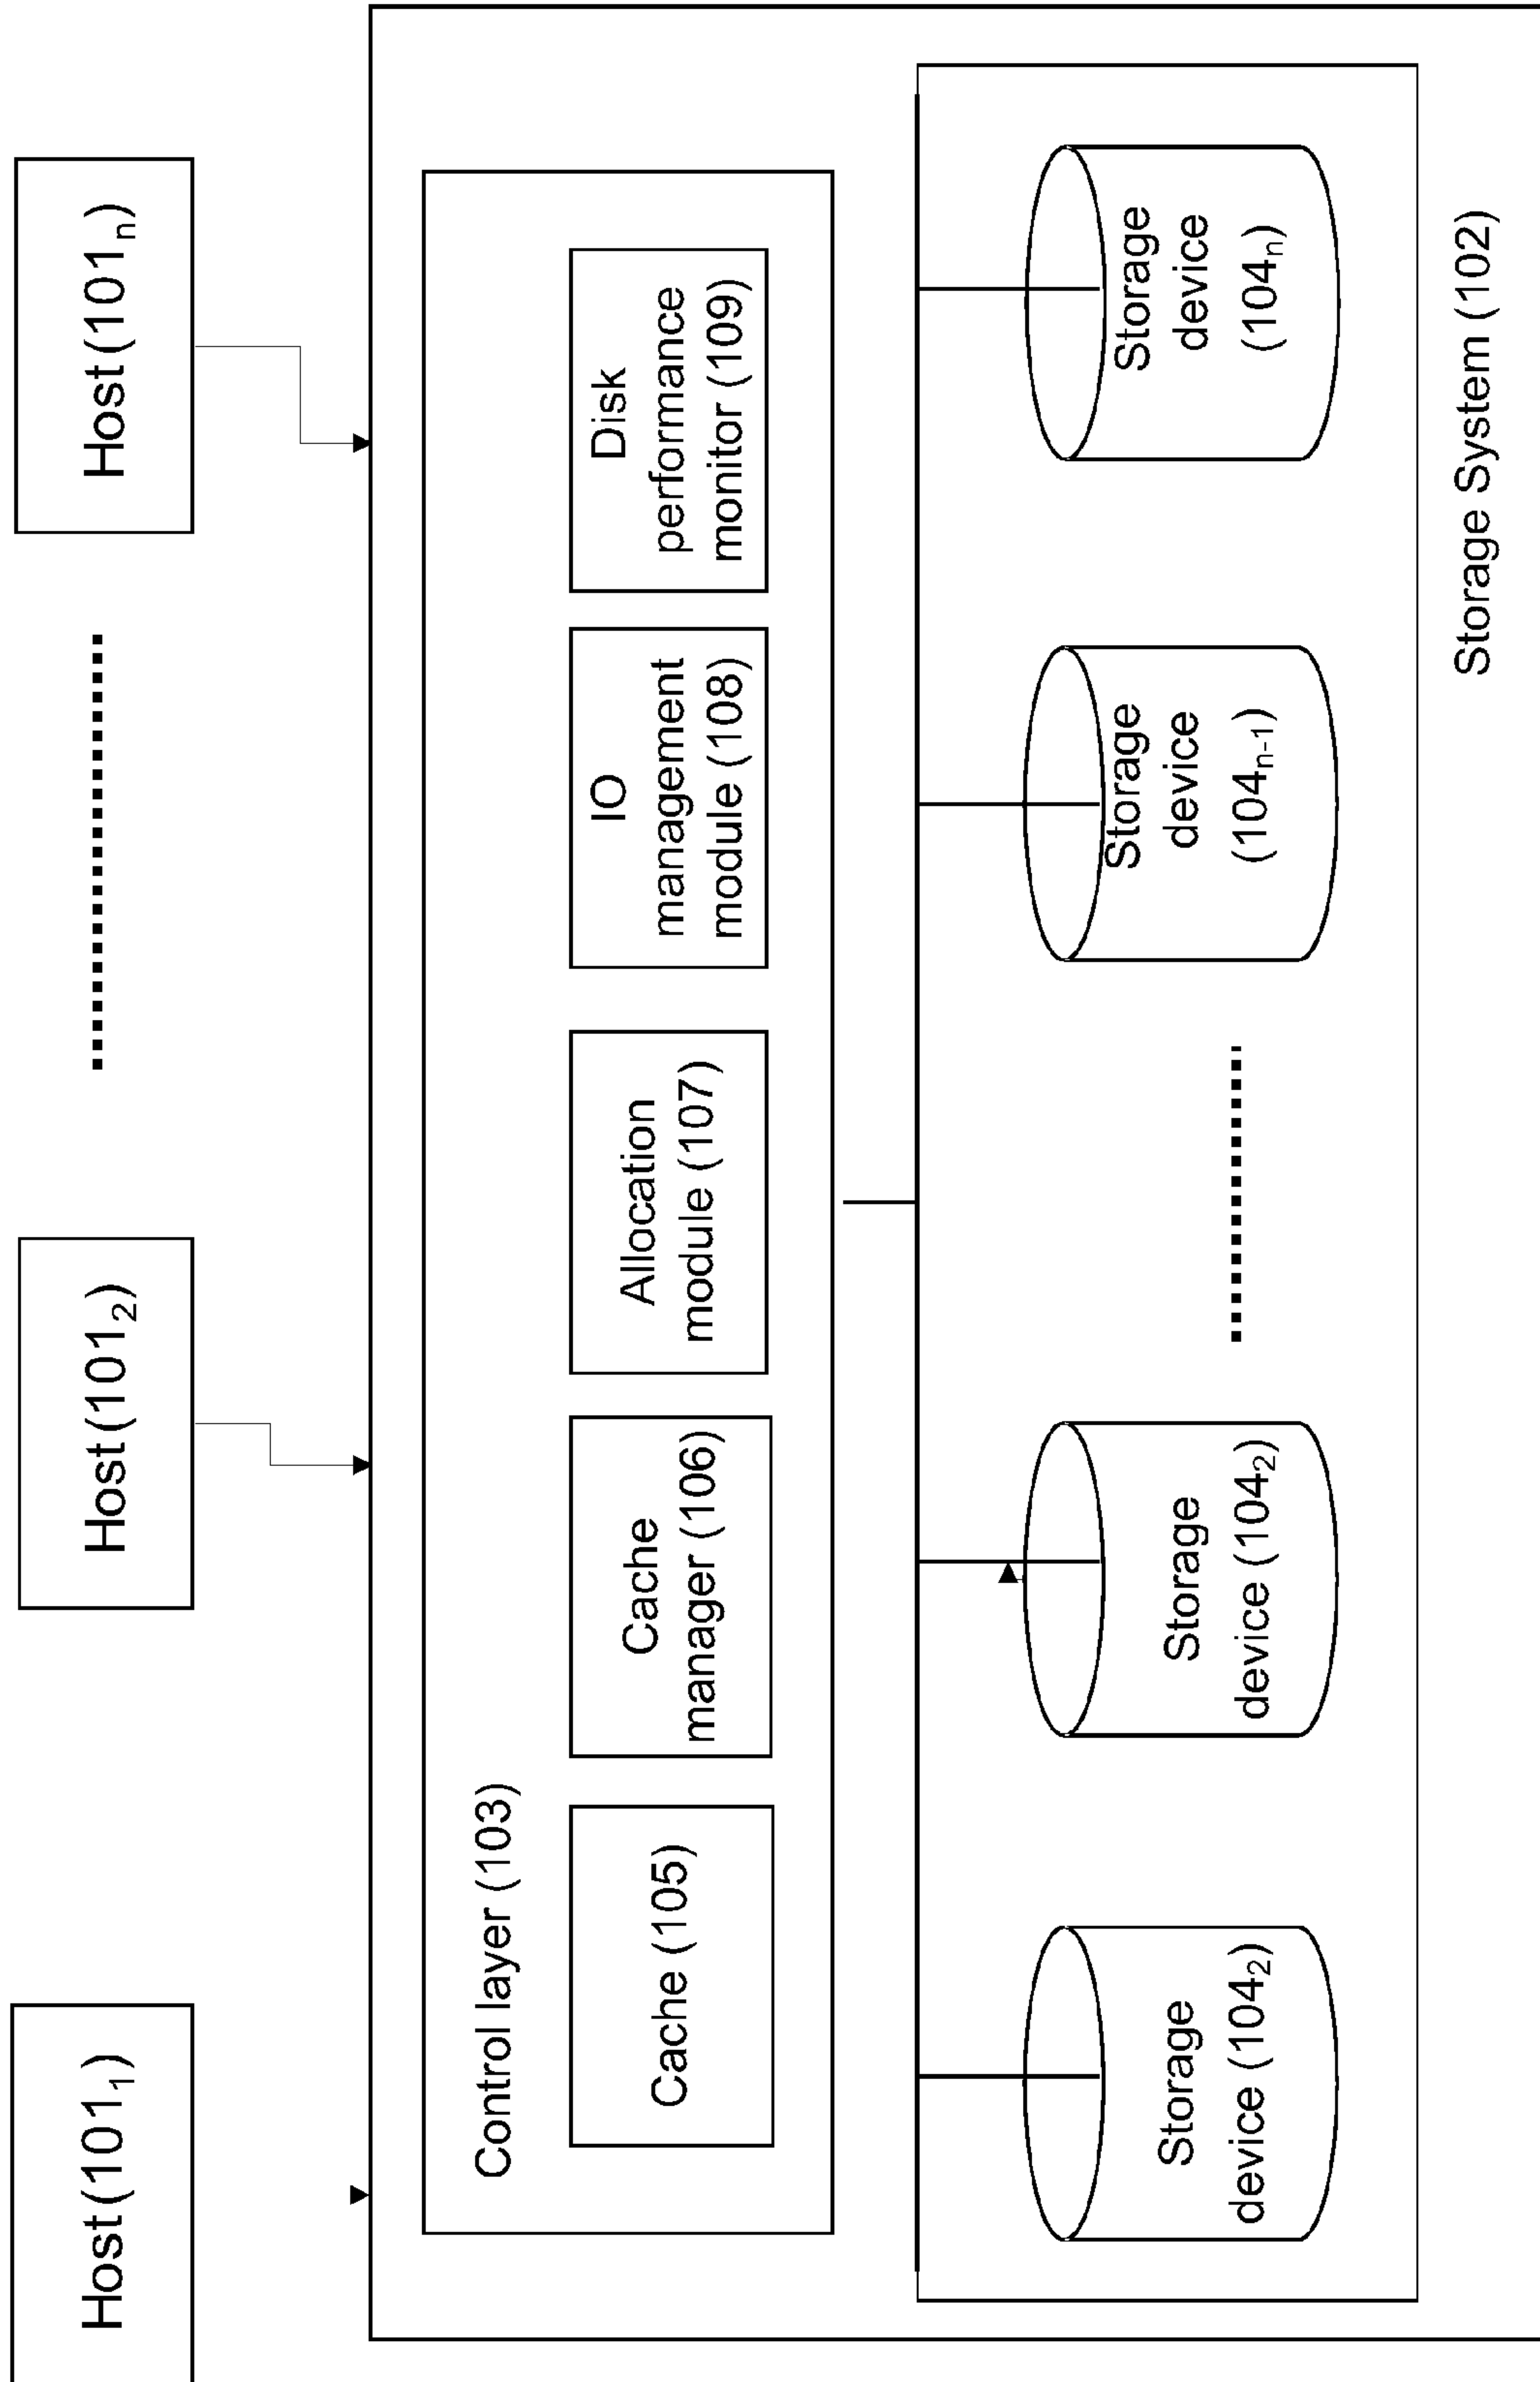 Host (101₁)
Host (101₂)
Host (101ₙ)
Control layer (103)
Cache (105)
Cache
manager (106)
Allocation
module (107)
IO
management
module (108)
Disk
performance
monitor (109)
Storage
device (104₂)
Storage
device (104₂)
Storage
device
(104ₙ₋₁)
Storage
device
(104ₙ)
Storage System (102)